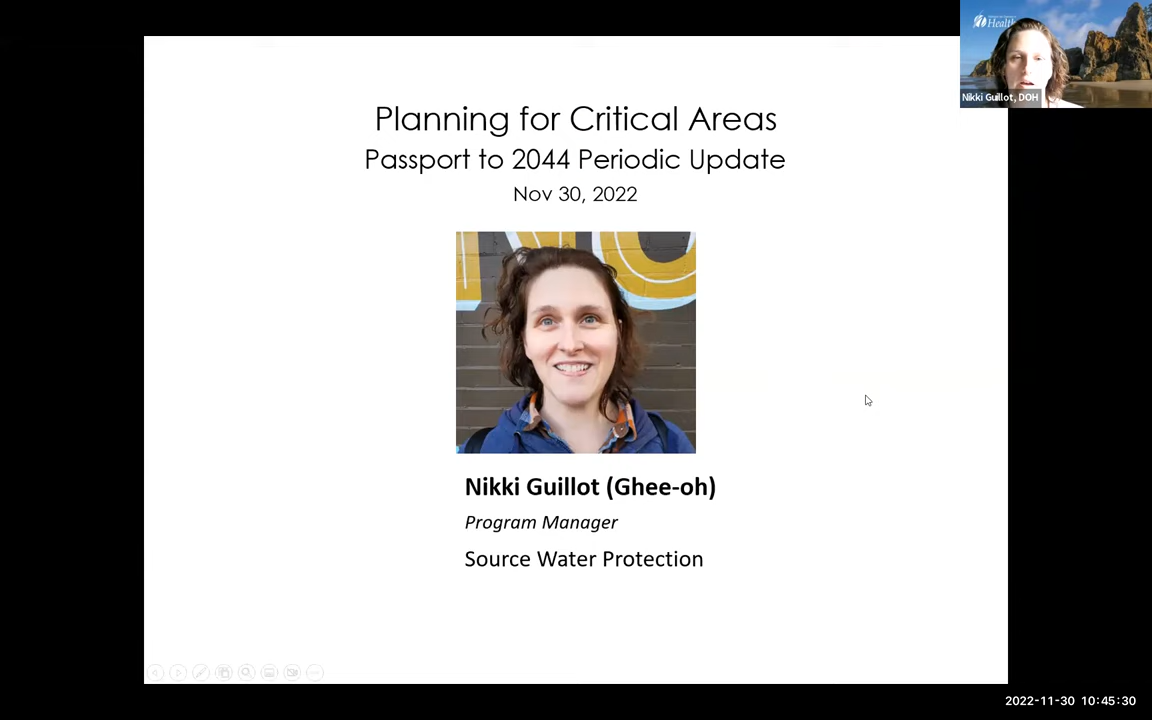 Planning for Critical Areas
Passport to 2044 Periodic Update
Nov 30, 2022
Health
Nikki Guillot, DOH
Nikki Guillot (Ghee-oh)
Program Manager
Source Water Protection
2022-11-30 10:45:30